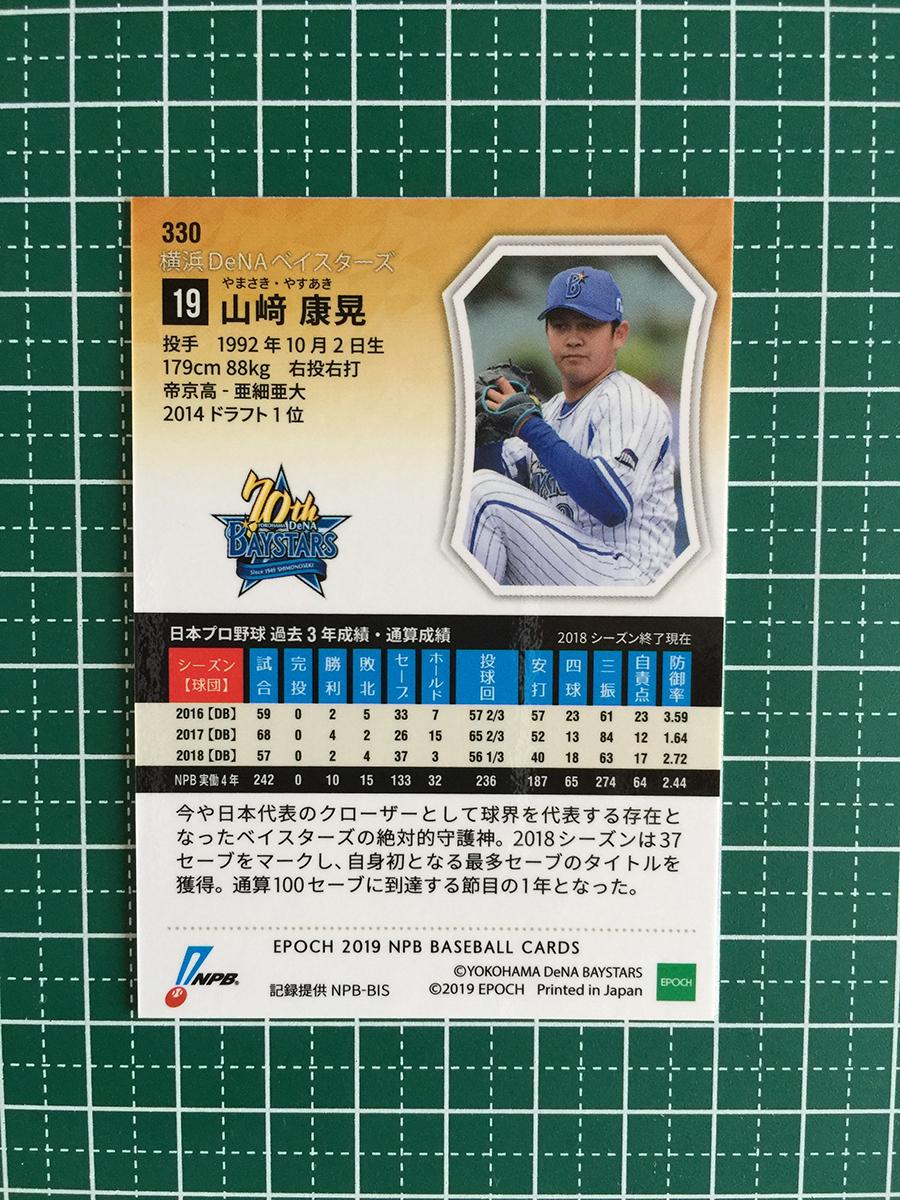 330
横浜DeNAベイスターズ
やまさき・やすあき
19 山﨑 康晃
投手 1992年10月2日生
179cm 88kg 右投右打
帝京高 - 亜細亜大
2014ドラフト1位
70th
YOKOHAMA DeNA
BAYSTARS
Since 1949 SHIMONOSEKI
日本プロ野球 過去3年成績・通算成績 2018シーズン終了現在
シーズン【球団】 試合 完投 勝利 敗北 セーブ ホールド 投球回 安打 四球 三振 自責点 防御率
2016【DB】 59 0 2 5 33 7 57 2/3 57 23 61 23 3.59
2017【DB】 68 0 4 2 26 15 65 2/3 52 13 84 12 1.64
2018【DB】 57 0 2 4 37 3 56 1/3 40 18 63 17 2.72
NPB 実働4年 242 0 10 15 133 32 236 187 65 274 64 2.44
今や日本代表のクローザーとして球界を代表する存在と
なったベイスターズの絶対的守護神。2018シーズンは37
セーブをマークし、自身初となる最多セーブのタイトルを
獲得。通算100セーブに到達する節目の1年となった。
EPOCH 2019 NPB BASEBALL CARDS
NPB
記録提供 NPB-BIS
©YOKOHAMA DeNA BAYSTARS
©2019 EPOCH Printed in Japan
EPOCH